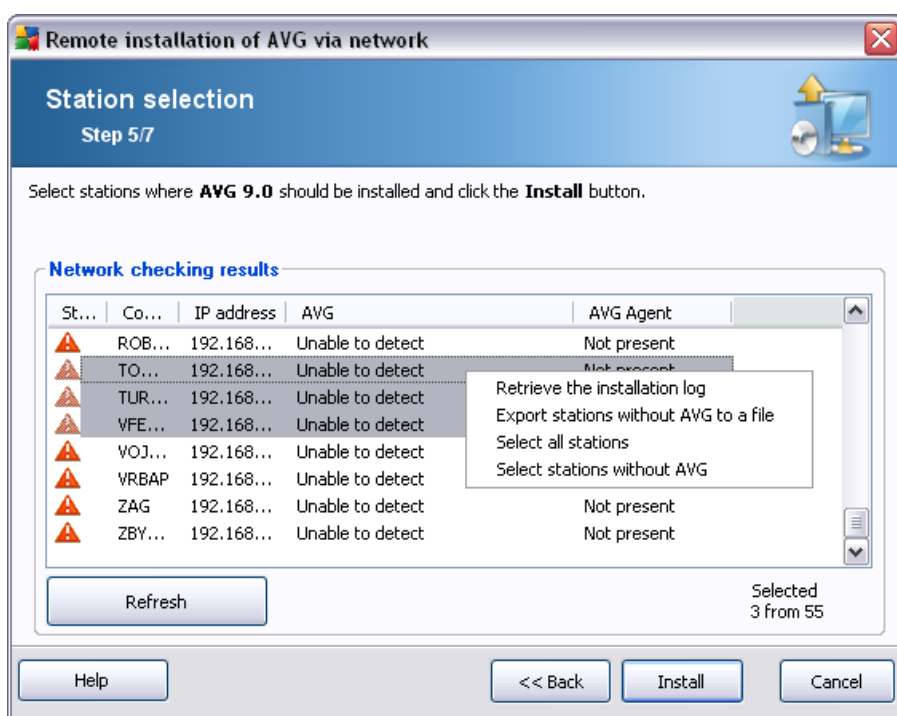 Remote installation of AVG via network
Station selection
Step 5/7
Select stations where AVG 9.0 should be installed and click the Install button.
Network checking results
St... Co... IP address AVG AVG Agent
ROB... 192.168... Unable to detect Not present
TO... 192.168... Unable to detect Not present
TUR... 192.168... Unable to detect
VFE... 192.168... Unable to detect
VOJ... 192.168... Unable to detect
VRBAP 192.168... Unable to detect
ZAG 192.168... Unable to detect Not present
ZBY... 192.168... Unable to detect Not present
Retrieve the installation log
Export stations without AVG to a file
Select all stations
Select stations without AVG
Refresh
Selected
3 from 55
Help
<< Back
Install
Cancel